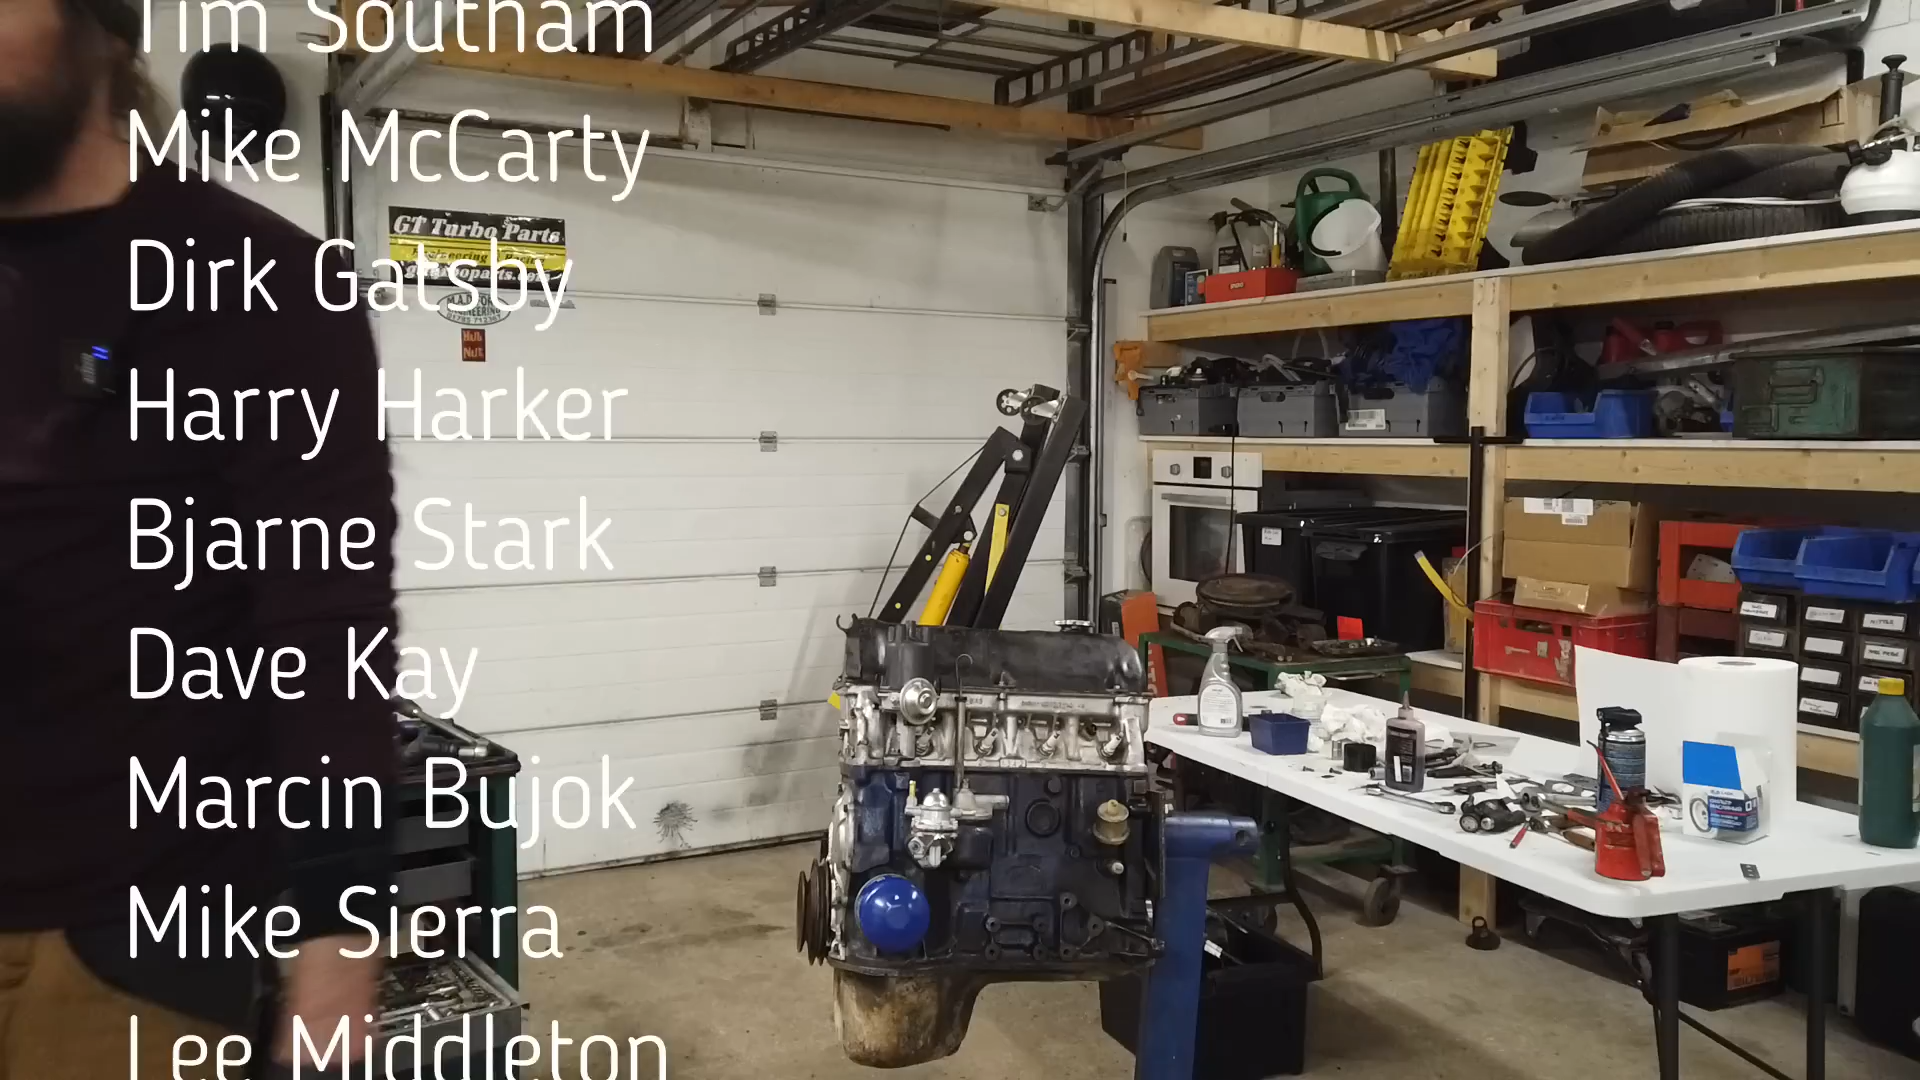 Tim Southam
Mike McCarty
GT Turbo Parts
Dirk Gatsby
Harry Harker
Bjarne Stark
Dave Kay
Marcin Bujok
Mike Sierra
Lee Middleton